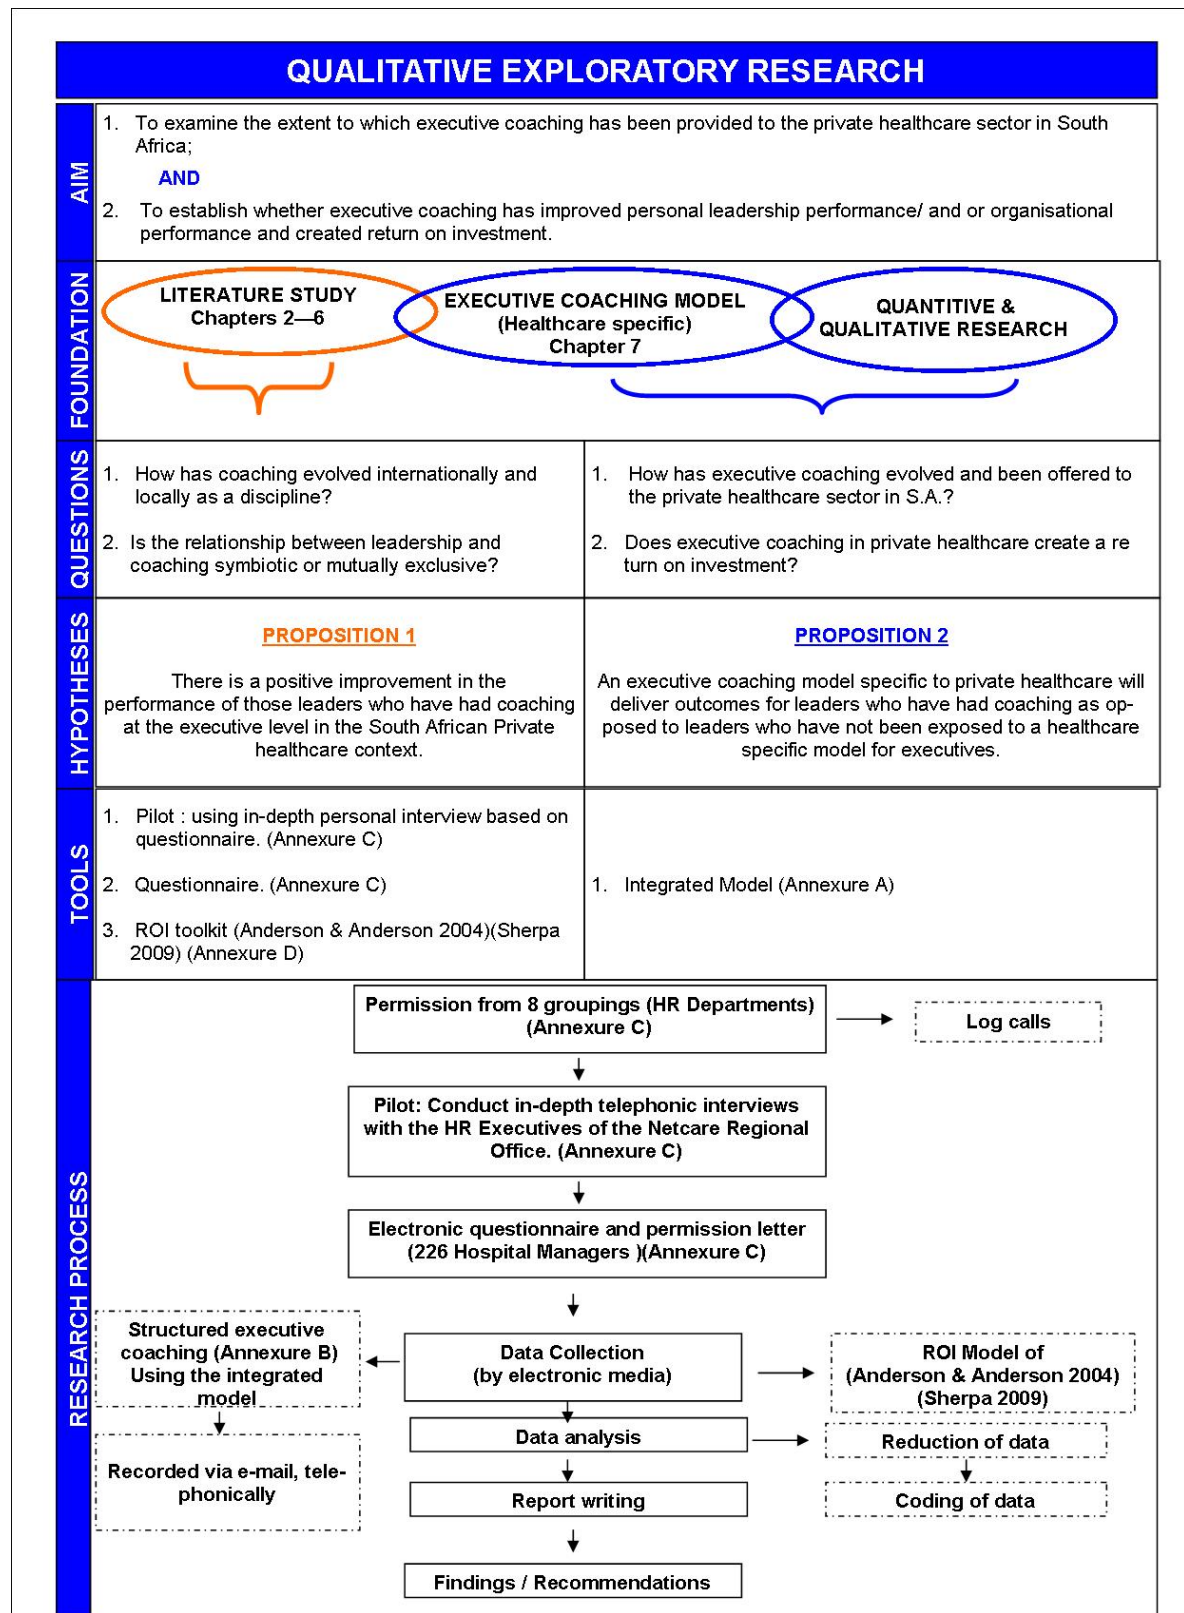 QUALITATIVE EXPLORATORY RESEARCH
AIM
1. To examine the extent to which executive coaching has been provided to the private healthcare sector in South
Africa;
AND
2. To establish whether executive coaching has improved personal leadership performance/ and or organisational
performance and created return on investment.
FOUNDATION
LITERATURE STUDY
Chapters 2—6
EXECUTIVE COACHING MODEL
(Healthcare specific)
Chapter 7
QUANTITIVE &
QUALITATIVE RESEARCH
QUESTIONS
1. How has coaching evolved internationally and
locally as a discipline?
2. Is the relationship between leadership and
coaching symbiotic or mutually exclusive?
1. How has executive coaching evolved and been offered to
the private healthcare sector in S.A.?
2. Does executive coaching in private healthcare create a re
turn on investment?
HYPOTHESES
PROPOSITION 1
There is a positive improvement in the
performance of those leaders who have had coaching
at the executive level in the South African Private
healthcare context.
PROPOSITION 2
An executive coaching model specific to private healthcare will
deliver outcomes for leaders who have had coaching as op-
posed to leaders who have not been exposed to a healthcare
specific model for executives.
TOOLS
1. Pilot : using in-depth personal interview based on
questionnaire. (Annexure C)
2. Questionnaire. (Annexure C)
3. ROI toolkit (Anderson & Anderson 2004)(Sherpa
2009) (Annexure D)
1. Integrated Model (Annexure A)
RESEARCH PROCESS
Permission from 8 groupings (HR Departments)
(Annexure C)
Log calls
Pilot: Conduct in-depth telephonic interviews
with the HR Executives of the Netcare Regional
Office. (Annexure C)
Electronic questionnaire and permission letter
(226 Hospital Managers )(Annexure C)
Structured executive
coaching (Annexure B)
Using the integrated
model
Data Collection
(by electronic media)
ROI Model of
(Anderson & Anderson 2004)
(Sherpa 2009)
Recorded via e-mail, tele-
phonically
Data analysis
Reduction of data
Report writing
Coding of data
Findings / Recommendations